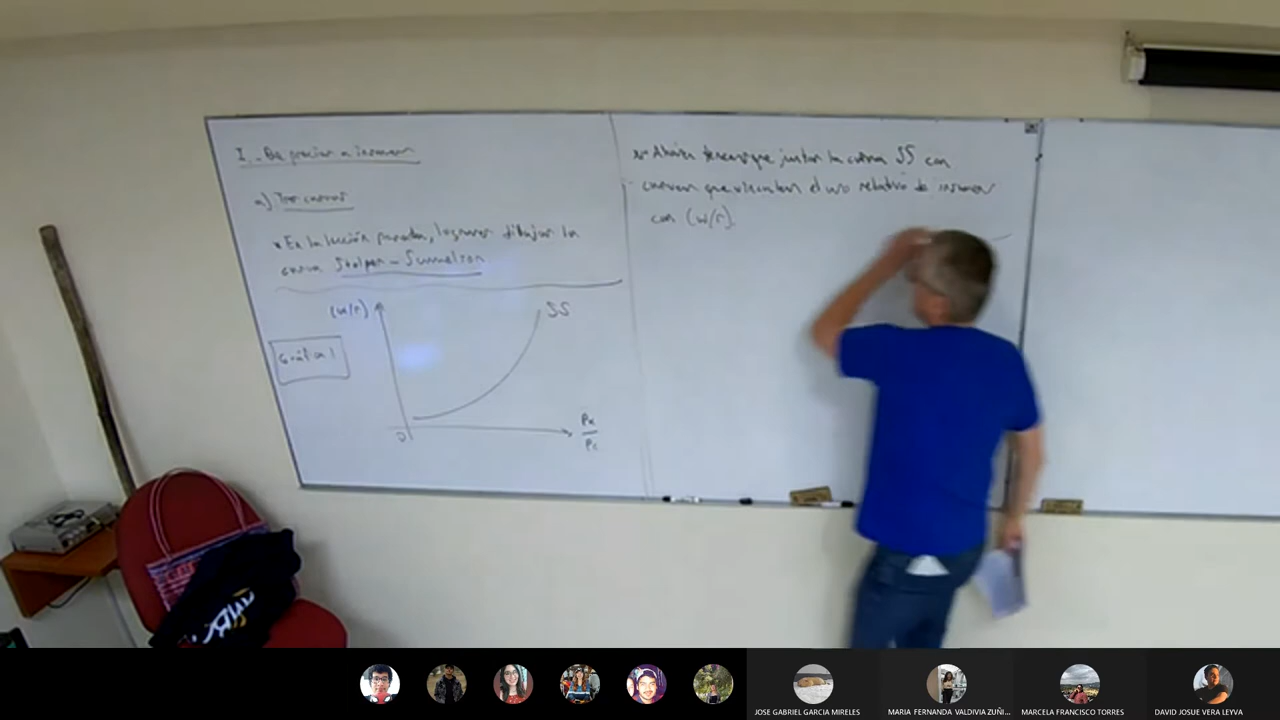 I.- De precios a insumos
a) Tres curvas
* En la lección pasada, logramos dibujar la
curva Stolper - Samuelson
(w/r)
SS
Gráfica 1
0
Pa
Pc
* Ahora tenemos que juntar la curva SS con
curvas que vinculan el uso relativo de insumos
con (w/r).
JOSE GABRIEL GARCIA MIRELES
MARIA FERNANDA VALDIVIA ZUÑI...
MARCELA FRANCISCO TORRES
DAVID JOSUE VERA LEYVA